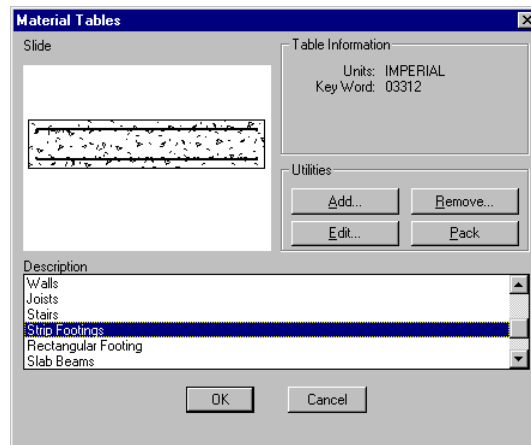 Material Tables
Slide
Table Information
Units: IMPERIAL
Key Word: 03312
Utilities
Add... Remove...
Edit... Pack
Description
Walls
Joists
Stairs
Strip Footings
Rectangular Footing
Slab Beams
OK Cancel